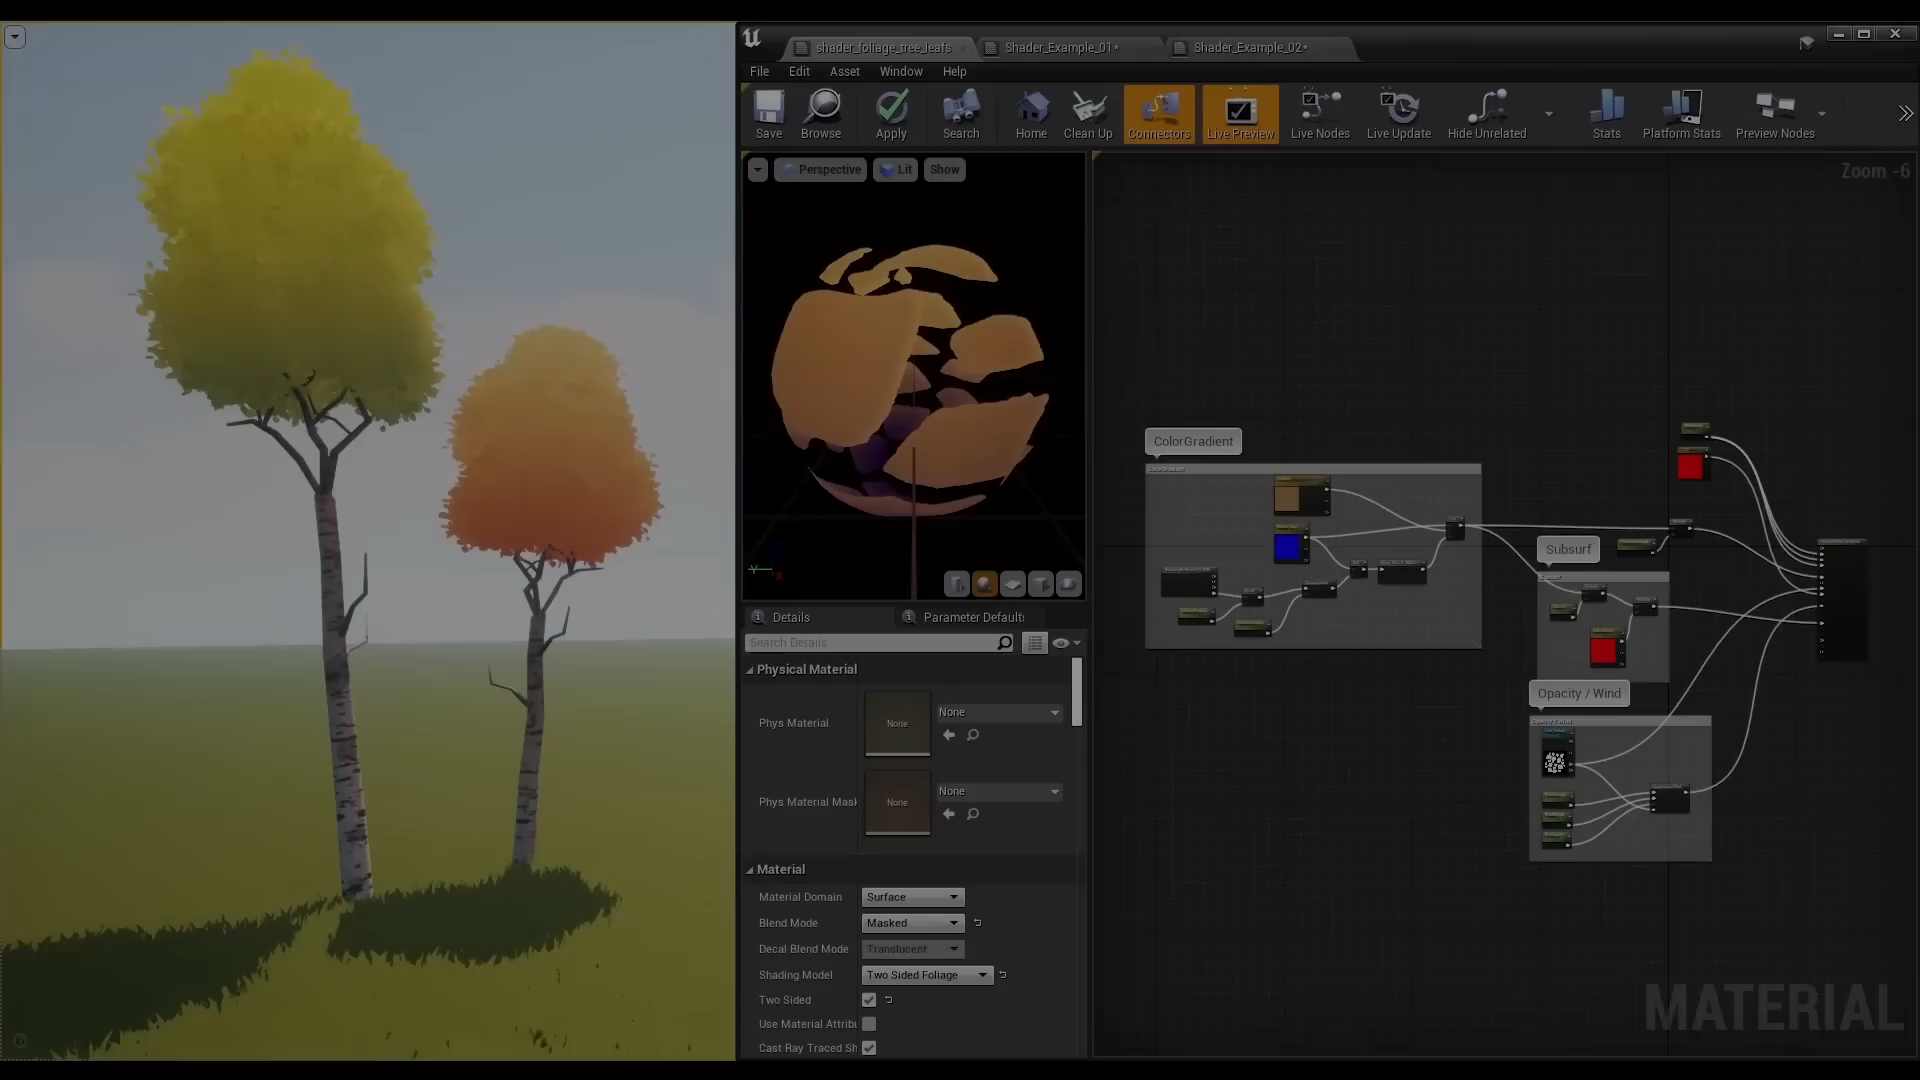 shader_foliage_tree_leafs
Shader_Example_01*
Shader_Example_02*
File
Edit
Asset
Window
Help
Save
Browse
Apply
Search
Home
Clean Up
Connectors
Live Preview
Live Nodes
Live Update
Hide Unrelated
Stats
Platform Stats
Preview Nodes
Perspective
Lit
Show
Zoom -6
ColorGradient
Subsurf
Opacity / Wind
Details
Parameter Defaults
Search Details
Physical Material
Phys Material
None
None
Phys Material Mask
None
None
Material
Material Domain
Surface
Blend Mode
Masked
Decal Blend Mode
Translucent
Shading Model
Two Sided Foliage
Two Sided
Use Material Attribu
Cast Ray Traced Sh
MATERIAL